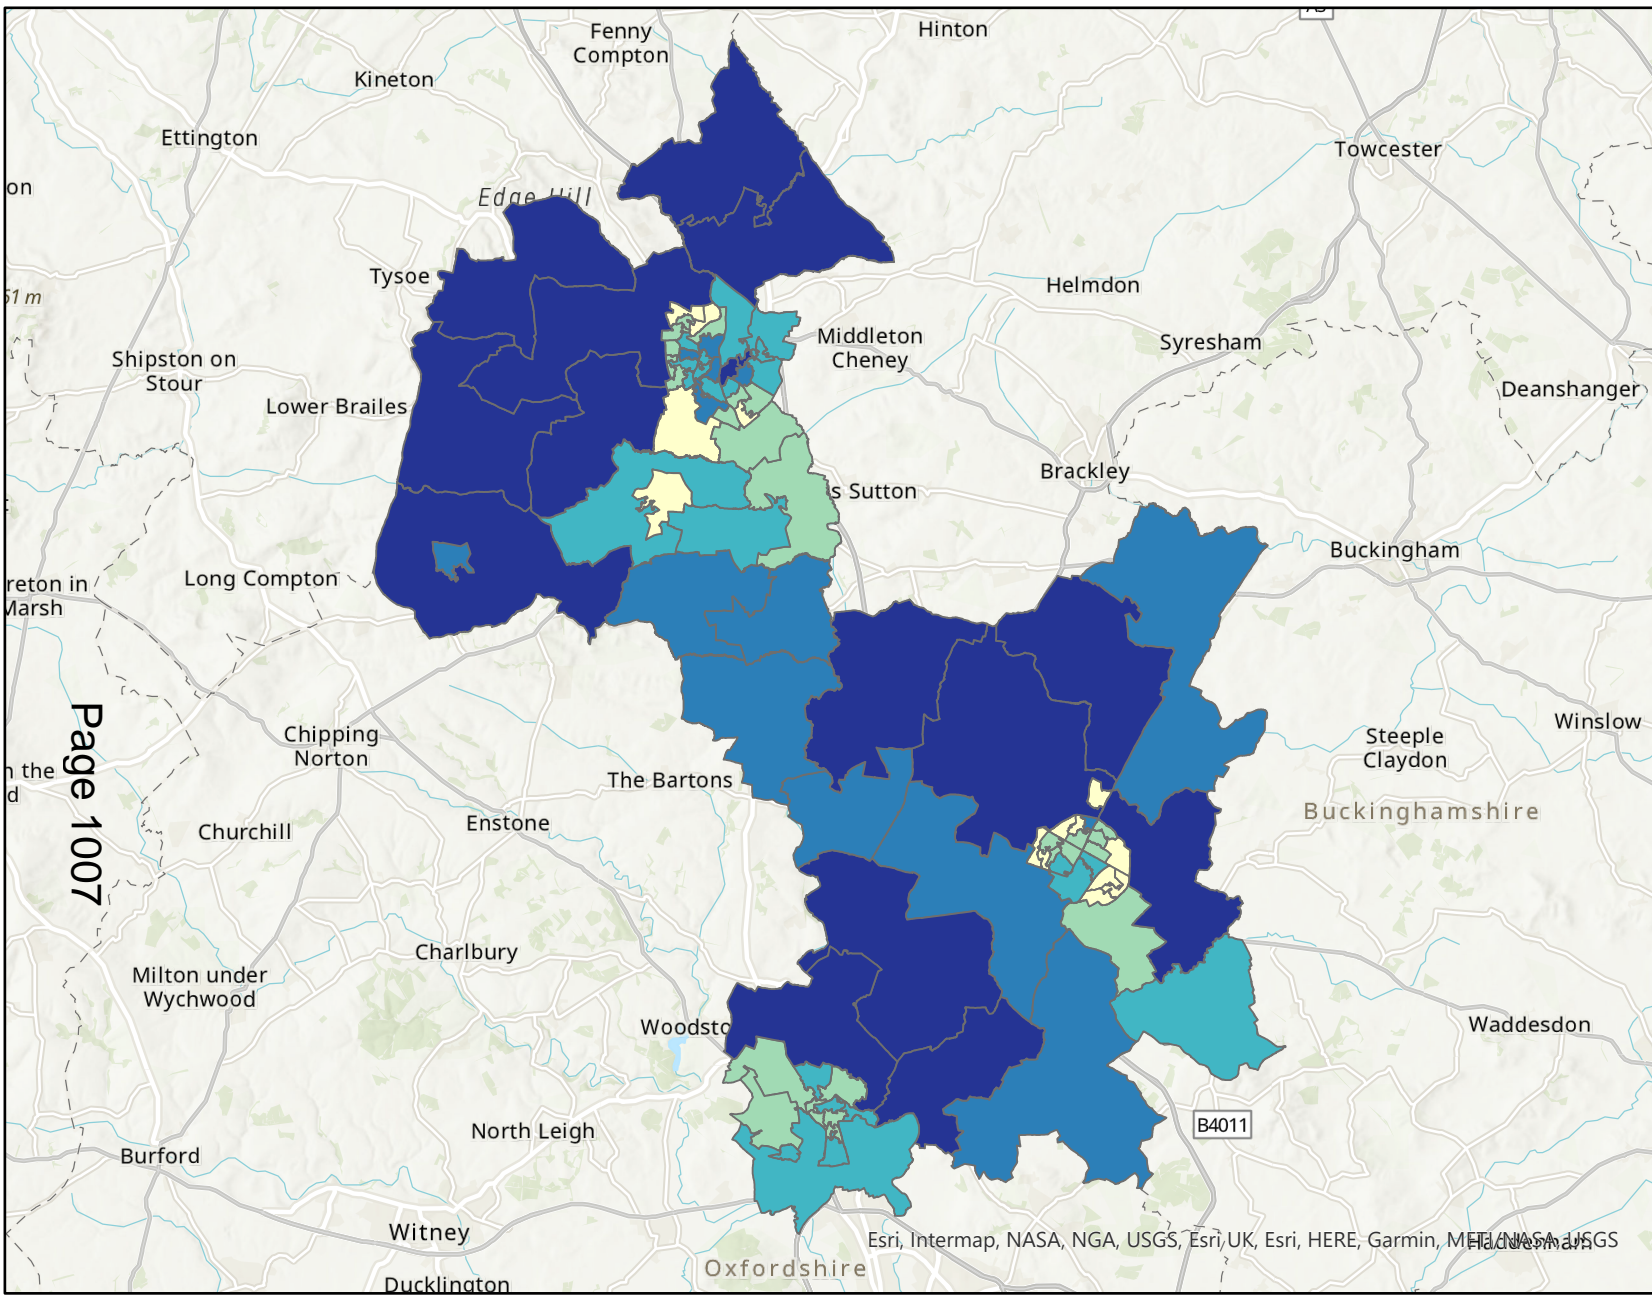 A5
Fenny
Compton
Hinton
Kineton
Ettington
Towcester
on
Edge Hill
Tysoe
Helmdon
51 m
Middleton
Cheney
Syresham
Shipston on
Stour
Deanshanger
Lower Brailes
Brackley
s Sutton
Buckingham
Long Compton
reton in
Marsh
Page 1007
Winslow
Chipping
Norton
Steeple
Claydon
n the
d
The Bartons
Buckinghamshire
Churchill
Enstone
Charlbury
Milton under
Wychwood
Woodsto
Waddesdon
B4011
North Leigh
Burford
Witney
Esri, Intermap, NASA, NGA, USGS, Esri UK, Esri, HERE, Garmin, METI/NASA, USGS
Haddenham
Oxfordshire
Ducklington